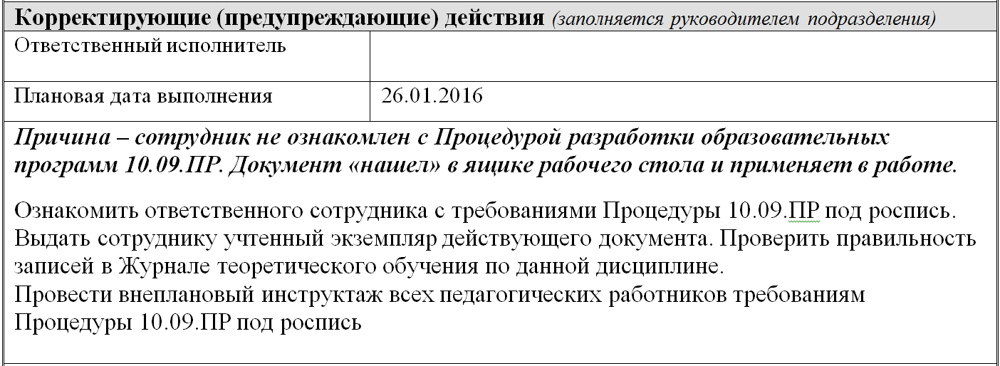 Корректирующие (предупреждающие) действия (заполняется руководителем подразделения)
Ответственный исполнитель
Плановая дата выполнения 26.01.2016
Причина – сотрудник не ознакомлен с Процедурой разработки образовательных
программ 10.09.ПР. Документ «нашел» в ящике рабочего стола и применяет в работе.
Ознакомить ответственного сотрудника с требованиями Процедуры 10.09.ПР под роспись.
Выдать сотруднику учтенный экземпляр действующего документа. Проверить правильность
записей в Журнале теоретического обучения по данной дисциплине.
Провести внеплановый инструктаж всех педагогических работников требованиям
Процедуры 10.09.ПР под роспись